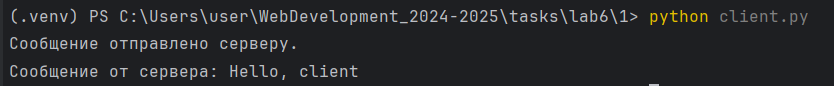 (.venv) PS C:\Users\user\WebDevelopment_2024-2025\tasks\lab6\1> python client.py
Сообщение отправлено серверу.
Сообщение от сервера: Hello, client